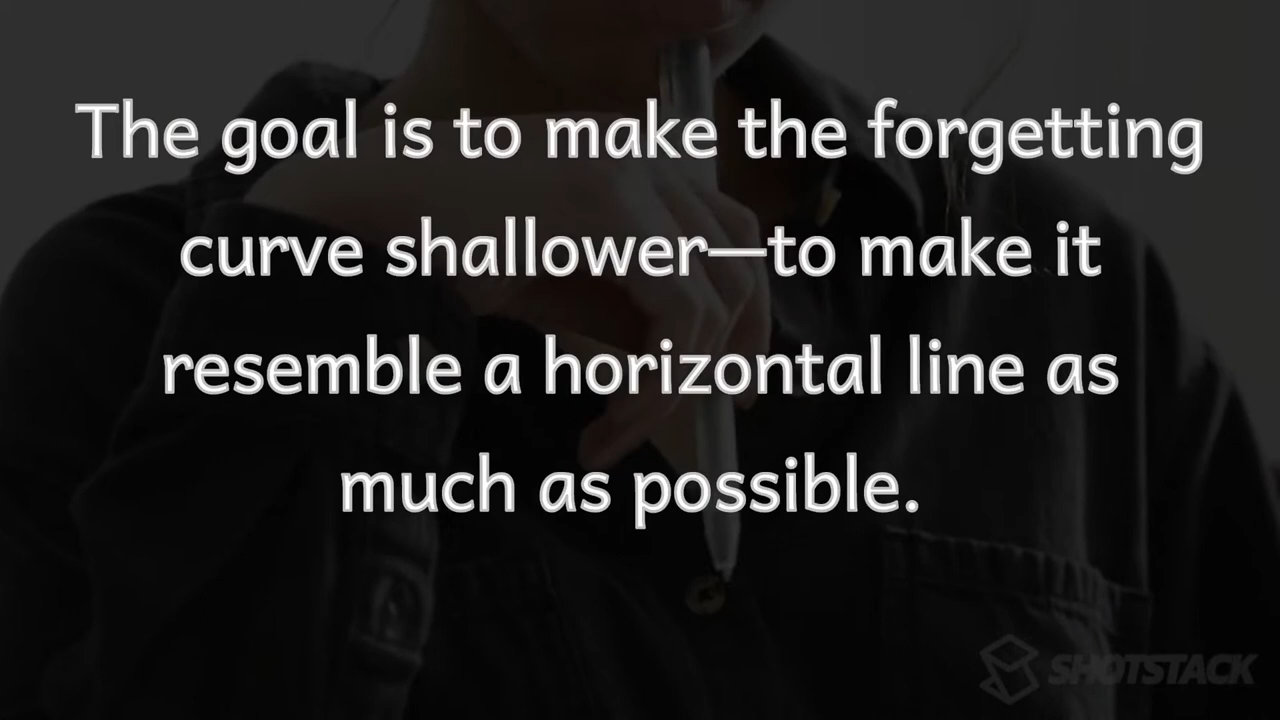 The goal is to make the forgetting
curve shallower—to make it
resemble a horizontal line as
much as possible.
SHOTSTACK